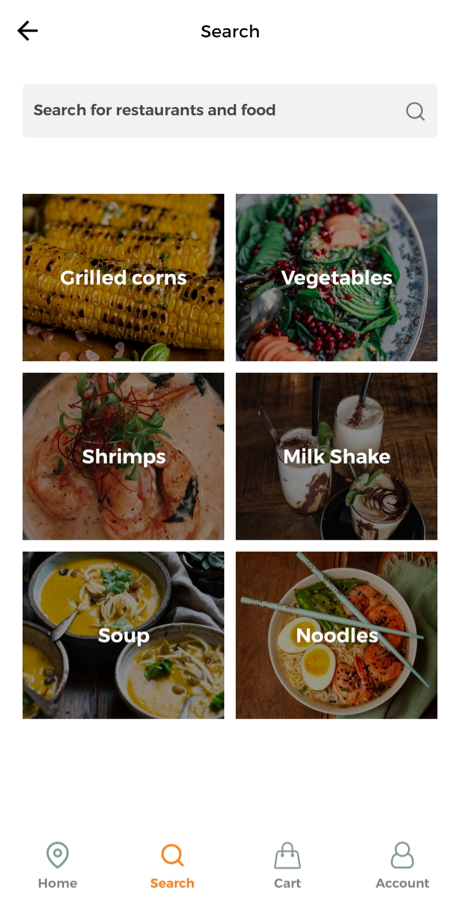 Search
Search for restaurants and food
Grilled corns
Vegetables
Shrimps
Milk Shake
Soup
Noodles
Home
Search
Cart
Account